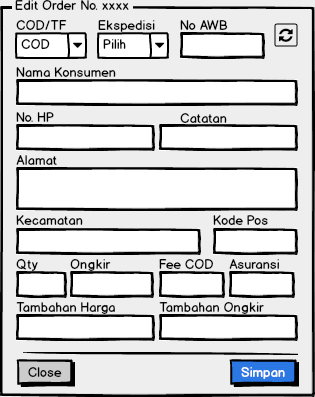 Edit Order No. xxxx
COD/TF Ekspedisi No AWB
COD Pilih
Nama Konsumen
No. HP Catatan
Alamat
Kecamatan Kode Pos
Qty Ongkir Fee COD Asuransi
Tambahan Harga Tambahan Ongkir
Close Simpan